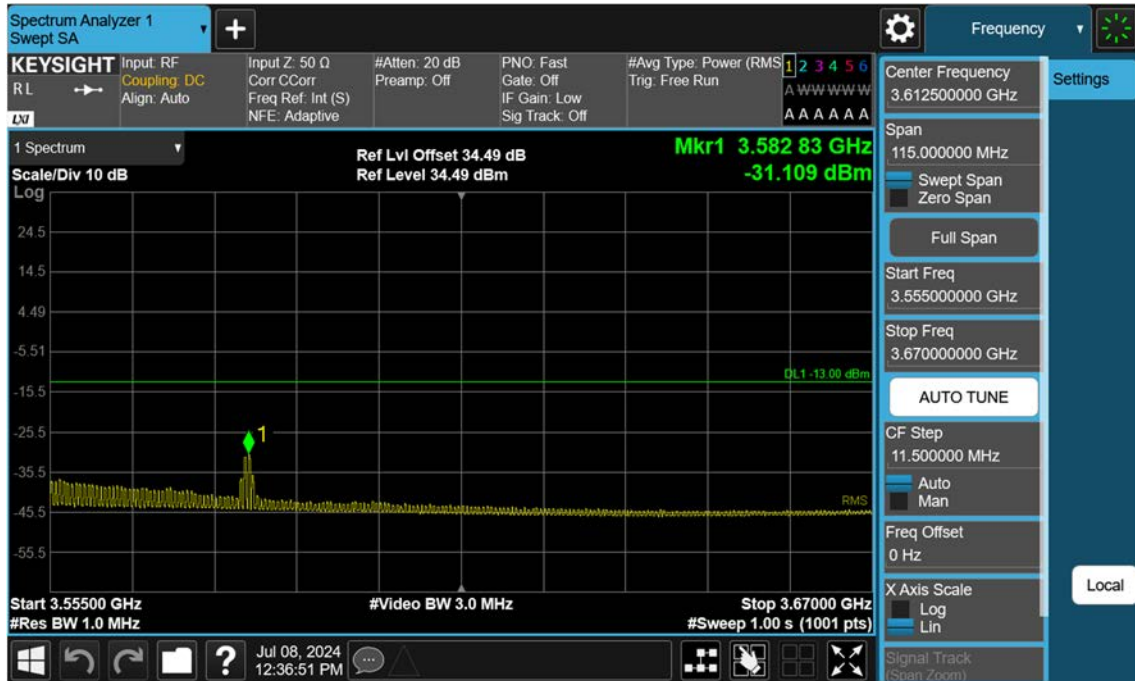 Spectrum Analyzer 1
Swept SA
+
Frequency
KEYSIGHT
RL
LXI
Input: RF
Coupling: DC
Align: Auto
Input Z: 50 Ω
Corr CCorr
Freq Ref: Int (S)
NFE: Adaptive
#Atten: 20 dB
Preamp: Off
PNO: Fast
Gate: Off
IF Gain: Low
Sig Track: Off
#Avg Type: Power (RMS
Trig: Free Run
1 2 3 4 5 6
A W W W W W
A A A A A A
1 Spectrum
Scale/Div 10 dB
Ref Lvl Offset 34.49 dB
Ref Level 34.49 dBm
Mkr1 3.582 83 GHz
-31.109 dBm
Log
24.5
14.5
4.49
-5.51
DL1 -13.00 dBm
-15.5
1
-25.5
-35.5
RMS
-45.5
-55.5
Start 3.55500 GHz
#Video BW 3.0 MHz
Stop 3.67000 GHz
#Res BW 1.0 MHz
#Sweep 1.00 s (1001 pts)
Center Frequency
3.612500000 GHz
Span
115.000000 MHz
Swept Span
Zero Span
Full Span
Start Freq
3.555000000 GHz
Stop Freq
3.670000000 GHz
AUTO TUNE
CF Step
11.500000 MHz
Auto
Man
Freq Offset
0 Hz
X Axis Scale
Log
Lin
Signal Track
(Span Zoom)
Settings
Local
?
Jul 08, 2024
12:36:51 PM